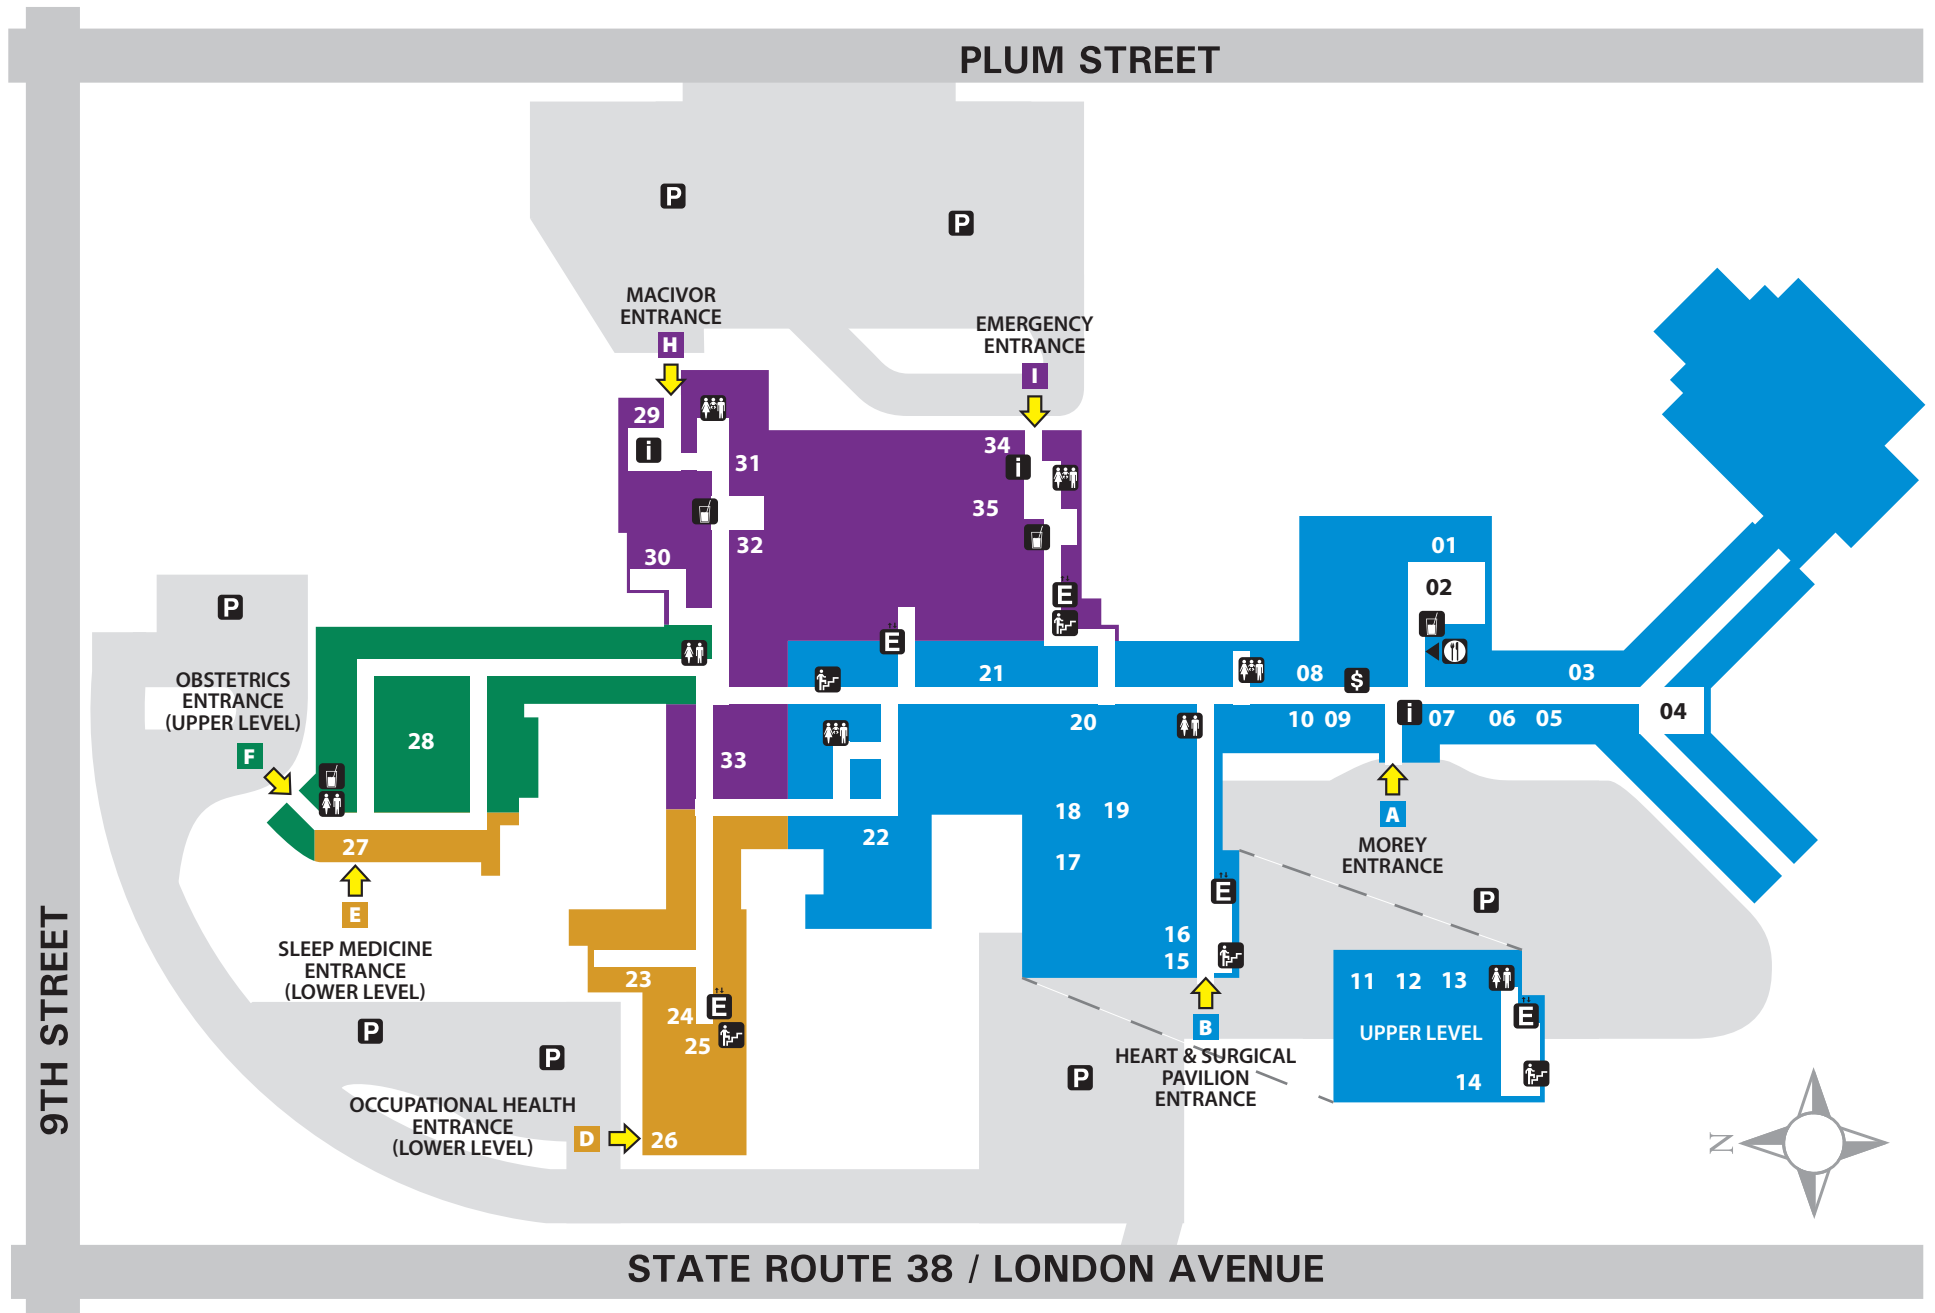 PLUM STREET
P
P
MACIVOR
ENTRANCE
H
EMERGENCY
ENTRANCE
I
29
i
31
34
i
35
32
30
01
02
E
E
P
21
08
$
03
OBSTETRICS
ENTRANCE
(UPPER LEVEL)
F
28
33
20
10 09
i
07
06
05
04
18
19
17
22
27
A
MOREY
ENTRANCE
E
E
P
SLEEP MEDICINE
ENTRANCE
(LOWER LEVEL)
16
15
23
24
E
25
11
12
13
E
UPPER LEVEL
14
P
P
B
HEART & SURGICAL
PAVILION
ENTRANCE
P
OCCUPATIONAL HEALTH
ENTRANCE
(LOWER LEVEL)
D
26
N
9TH STREET
STATE ROUTE 38 / LONDON AVENUE